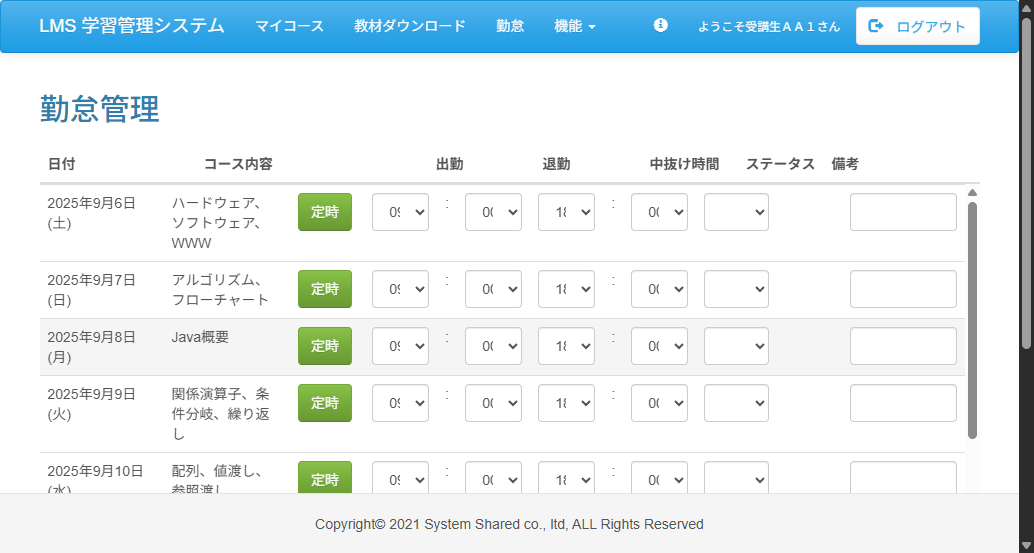 LMS 学習管理システム マイコース 教材ダウンロード 勤怠 機能 ようこそ受講生ＡＡ１さん ログアウト
勤怠管理
日付 コース内容 出勤 退勤 中抜け時間 ステータス 備考
2025年9月6日 ハードウェア、 定時 09 : 00 18 : 00
(土) ソフトウェア、
WWW
2025年9月7日 アルゴリズム、 定時 09 : 00 18 : 00
(日) フローチャート
2025年9月8日 Java概要 定時 09 : 00 18 : 00
(月)
2025年9月9日 関係演算子、条 定時 09 : 00 18 : 00
(火) 件分岐、繰り返
し
2025年9月10日 配列、値渡し、 定時 09 : 00 18 : 00
(水) 参照渡し
Copyright© 2021 System Shared co., ltd, ALL Rights Reserved